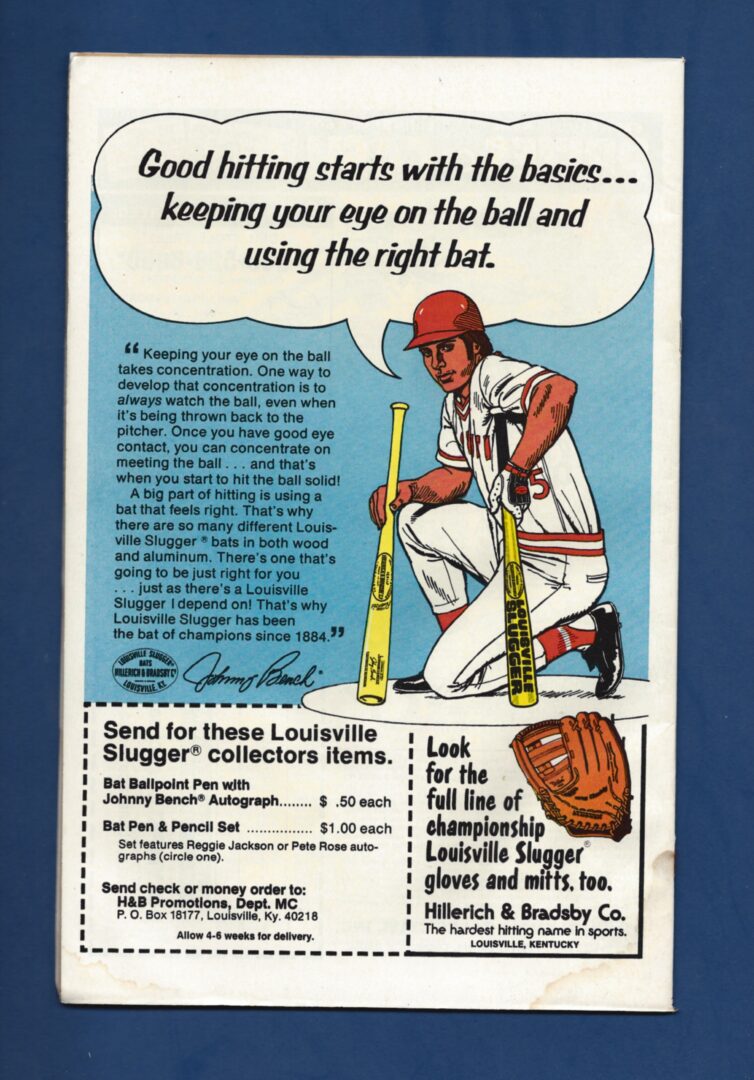 Good hitting starts with the basics...
keeping your eye on the ball and
using the right bat.
“ Keeping your eye on the ball
takes concentration. One way to
develop that concentration is to
always watch the ball, even when
it's being thrown back to the
pitcher. Once you have good eye
contact, you can concentrate on
meeting the ball . . . and that's
when you start to hit the ball solid!
A big part of hitting is using a
bat that feels right. That's why
there are so many different Louis-
ville Slugger ® bats in both wood
and aluminum. There's one that's
going to be just right for you
. . . just as there's a Louisville
Slugger I depend on! That's why
Louisville Slugger has been
the bat of champions since 1884.”
LOUISVILLE SLUGGER
BATS
HILLERICH & BRADSBY Co
LOUISVILLE, KY.
Johnny Bench
5
LOUISVILLE
SLUGGER
Send for these Louisville
Slugger® collectors items.
Bat Ballpoint Pen with
Johnny Bench® Autograph........ $ .50 each
Bat Pen & Pencil Set ................ $1.00 each
Set features Reggie Jackson or Pete Rose auto-
graphs (circle one).
Send check or money order to:
H&B Promotions, Dept. MC
P. O. Box 18177, Louisville, Ky. 40218
Allow 4-6 weeks for delivery.
Look
for the
full line of
championship
Louisville Slugger®
gloves and mitts, too.
Hillerich & Bradsby Co.
The hardest hitting name in sports.
LOUISVILLE, KENTUCKY